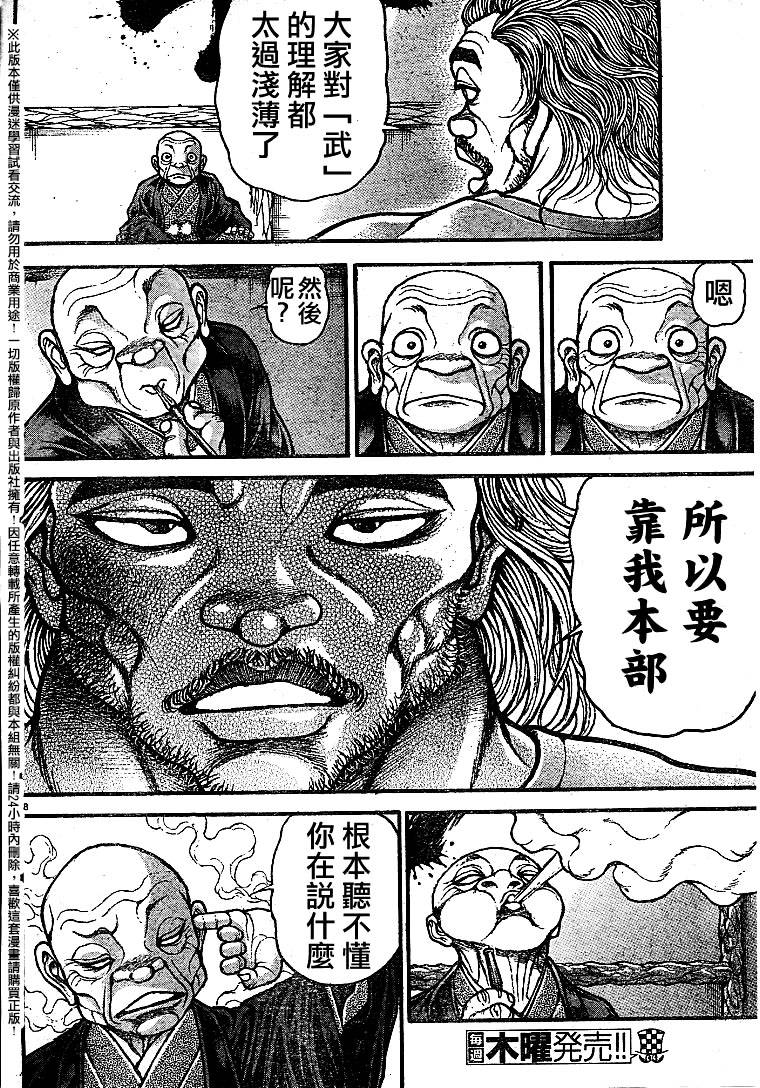 大家對「武」
的理解都
太過淺薄了
嗯
然後
呢?
所以要
靠我本部
根本聽不懂
你在説什麼
毎週木曜発売!!
8
※此版本僅供漫迷學習試看交流,請勿用於商業用途!一切版權歸原作者與出版社擁有!因任意轉載所產生的版權糾紛都與本組無關!請24小時內刪除,喜歡這套漫畫請購買正版!